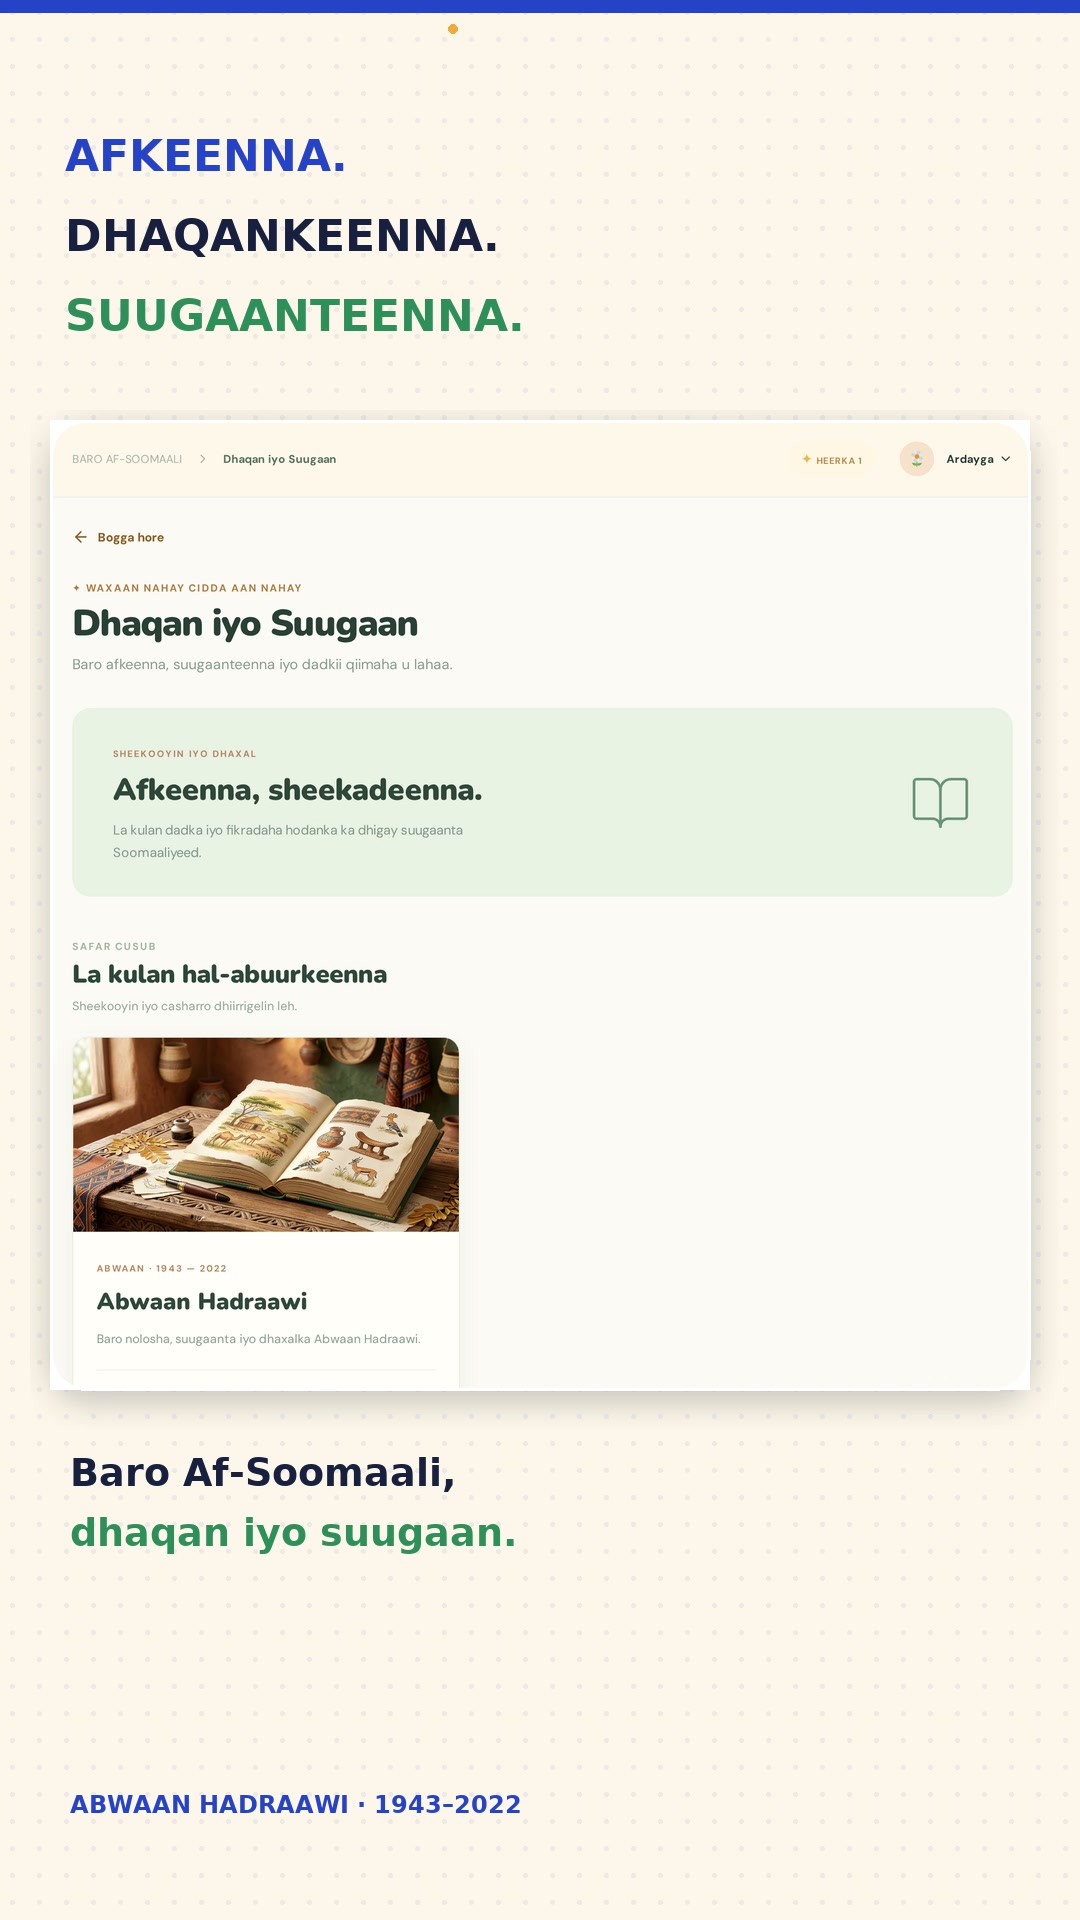 AFKEENNA.
DHAQANKEENNA.
SUUGAANTEENNA.
BARO AF-SOOMAALI > Dhaqan iyo Suugaan
HEERKA 1
Ardayga
Bogga hore
WAXAAN NAHAY CIDDA AAN NAHAY
Dhaqan iyo Suugaan
Baro afkeenna, suugaanteenna iyo dadkii qiimaha u lahaa.
SHEEKOOYIN IYO DHAXAL
Afkeenna, sheekadeenna.
La kulan dadka iyo fikradaha hodanka ka dhigay suugaanta
Soomaaliyeed.
SAFAR CUSUB
La kulan hal-abuurkeenna
Sheekooyin iyo casharro dhiirrigelin leh.
ABWAAN · 1943 — 2022
Abwaan Hadraawi
Baro nolosha, suugaanta iyo dhaxalka Abwaan Hadraawi.
Baro Af-Soomaali,
dhaqan iyo suugaan.
ABWAAN HADRAAWI · 1943–2022